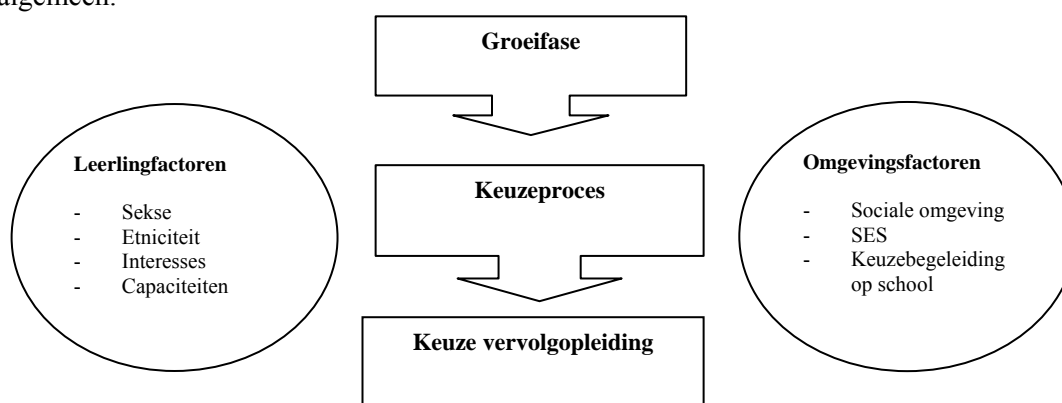 algemeen.
Groeifase
Leerlingfactoren
- Sekse
- Etniciteit
- Interesses
- Capaciteiten
Keuzeproces
Omgevingsfactoren
- Sociale omgeving
- SES
- Keuzebegeleiding
op school
Keuze vervolgopleiding